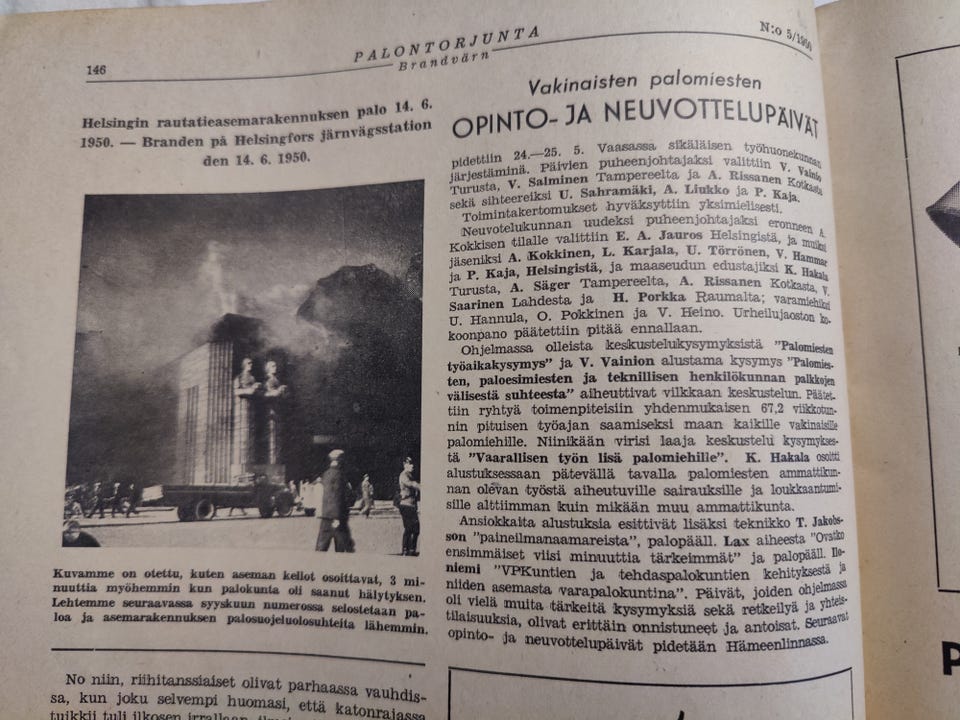 146
PALONTORJUNTA
Brandvärn
N:o 5/1950
Helsingin rautatieasemarakennuksen palo 14. 6.
1950. — Branden på Helsingfors järnvägsstation
den 14. 6. 1950.
Kuvamme on otettu, kuten aseman kellot osoittavat, 3 mi-
nuuttia myöhemmin kun palokunta oli saanut hälytyksen.
Lehtemme seuraavassa syyskuun numerossa selostetaan pa-
loa ja asemarakennuksen palosuojeluolosuhteita lähemmin.
No niin, riihitanssiaiset olivat parhaassa vauhdis-
sa, kun joku selvempi huomasi, että katonrajassa
tuikkii tuli ilkosen irrallaan
Vakinaisten palomiesten
OPINTO- JA NEUVOTTELUPÄIVÄT
pidettiin 24.—25. 5. Vaasassa sikäläisen työhuonekunnan
järjestäminä. Päivien puheenjohtajaksi valittiin V. Vainio
Turusta, V. Salminen Tampereelta ja A. Rissanen Kotkasta
sekä sihteereiksi U. Sahramäki, A. Liukko ja P. Kaja.
Toimintakertomukset hyväksyttiin yksimielisesti.
Neuvotelukunnan uudeksi puheenjohtajaksi eronneen A.
Kokkisen tilalle valittiin E. A. Jauros Helsingistä, ja muiksi
jäseniksi A. Kokkinen, L. Karjala, U. Törrönen, V. Hammar
ja P. Kaja, Helsingistä, ja maaseudun edustajiksi K. Hakala
Turusta, A. Säger Tampereelta, A. Rissanen Kotkasta, V.
Saarinen Lahdesta ja H. Porkka Raumalta; varamiehiksi
U. Hannula, O. Pokkinen ja V. Heino. Urheilujaoston ko-
koonpano päätettiin pitää ennallaan.
Ohjelmassa olleista keskustelukysymyksistä "Palomiesten
työaikakysymys" ja V. Vainion alustama kysymys "Palomies-
ten, paloesimiesten ja teknillisen henkilökunnan palkkojen
välisestä suhteesta" aiheuttivat vilkkaan keskustelun. Päätet-
tiin ryhtyä toimenpiteisiin yhdenmukaisen 67,2 viikkotun-
nin pituisen työajan saamiseksi maan kaikille vakinaisille
palomiehille. Niinikään virisi laaja keskustelu kysymykses-
tä "Vaarallisen työn lisä palomiehille". K. Hakala osoitti
alustuksessaan pätevällä tavalla palomiesten ammattikun-
nan olevan työstä aiheutuville sairauksille ja loukkaantumi-
sille alttiimman kuin mikään muu ammattikunta.
Ansiokkaita alustuksia esittivät lisäksi teknikko T. Jakobs-
son "paineilmanaamareista", palopääll. Lax aiheesta "Ovatko
ensimmäiset viisi minuuttia tärkeimmät" ja palopääll. Ile-
niemi "VPKuntien ja tehdaspalokuntien kehityksestä ja
niiden asemasta varapalokuntina". Päivät, joiden ohjelmassa
oli vielä muita tärkeitä kysymyksiä sekä retkeilyä ja yhteis-
tilaisuuksia, olivat erittäin onnistuneet ja antoisat. Seuraavat
opinto- ja neuvottelupäivät pidetään Hämeenlinnassa.
P